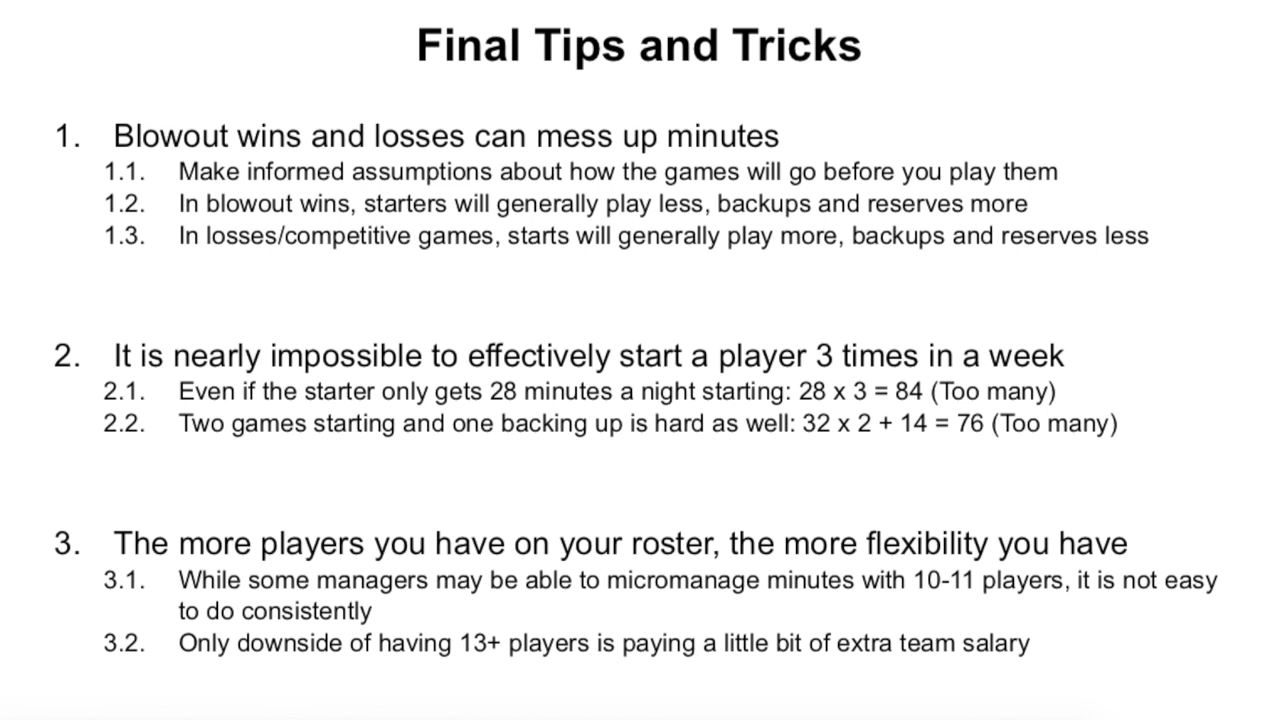 Final Tips and Tricks
1. Blowout wins and losses can mess up minutes
1.1. Make informed assumptions about how the games will go before you play them
1.2. In blowout wins, starters will generally play less, backups and reserves more
1.3. In losses/competitive games, starts will generally play more, backups and reserves less
2. It is nearly impossible to effectively start a player 3 times in a week
2.1. Even if the starter only gets 28 minutes a night starting: 28 x 3 = 84 (Too many)
2.2. Two games starting and one backing up is hard as well: 32 x 2 + 14 = 76 (Too many)
3. The more players you have on your roster, the more flexibility you have
3.1. While some managers may be able to micromanage minutes with 10-11 players, it is not easy
to do consistently
3.2. Only downside of having 13+ players is paying a little bit of extra team salary